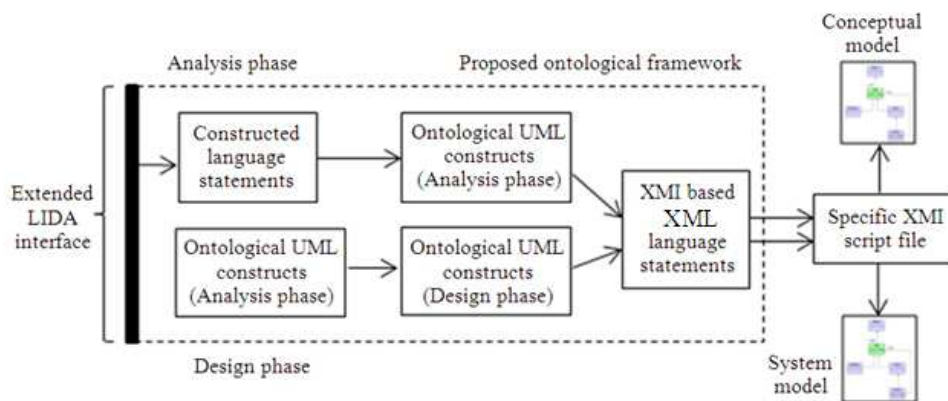 Conceptual
model
Analysis phase
Proposed ontological framework
Constructed
language
statements
Ontological UML
constructs
(Analysis phase)
Extended
LIDA
interface
XMI based
XML
language
statements
Specific XMI
script file
Ontological UML
constructs
(Analysis phase)
Ontological UML
constructs
(Design phase)
Design phase
System
model